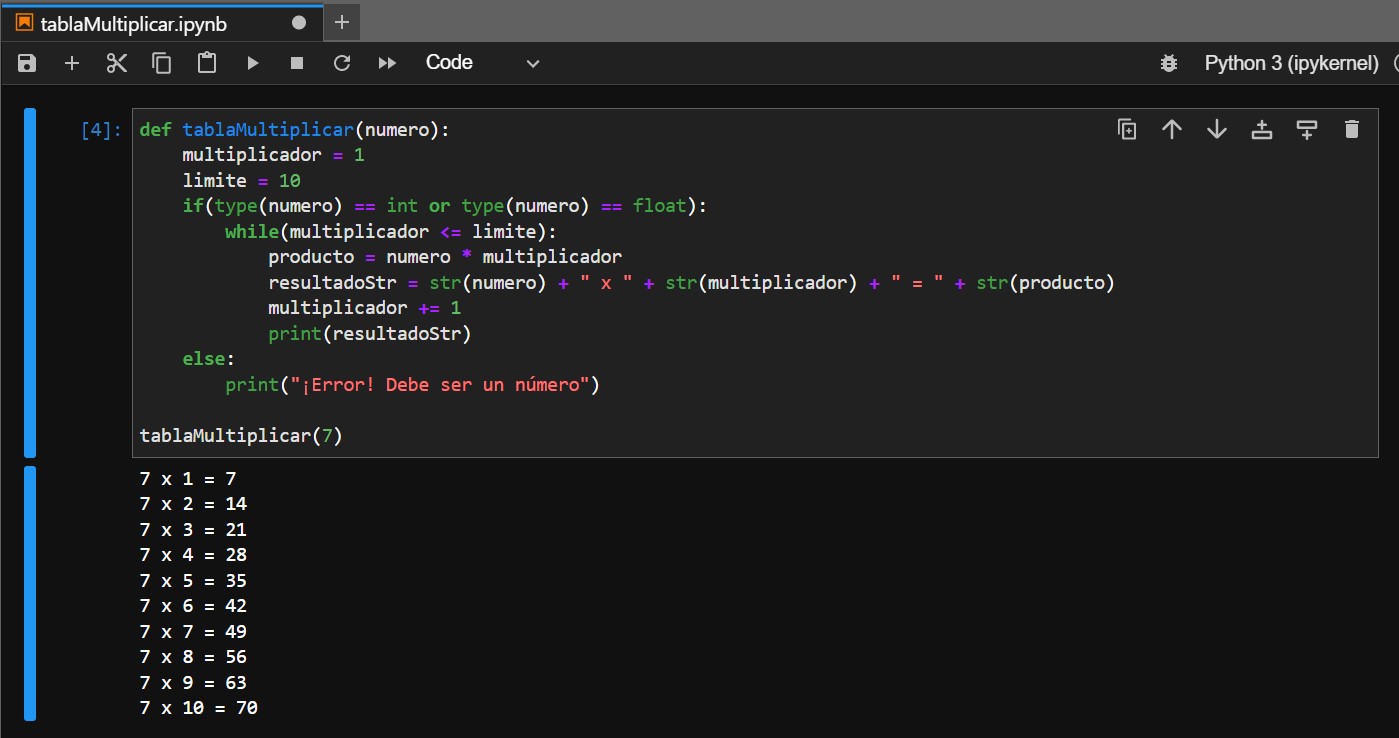 tablaMultiplicar.ipynb
Code
Python 3 (ipykernel)
[4]:
def tablaMultiplicar(numero):
    multiplicador = 1
    limite = 10
    if(type(numero) == int or type(numero) == float):
        while(multiplicador <= limite):
            producto = numero * multiplicador
            resultadoStr = str(numero) + " x " + str(multiplicador) + " = " + str(producto)
            multiplicador += 1
            print(resultadoStr)
    else:
        print("¡Error! Debe ser un número")
tablaMultiplicar(7)
7 x 1 = 7
7 x 2 = 14
7 x 3 = 21
7 x 4 = 28
7 x 5 = 35
7 x 6 = 42
7 x 7 = 49
7 x 8 = 56
7 x 9 = 63
7 x 10 = 70